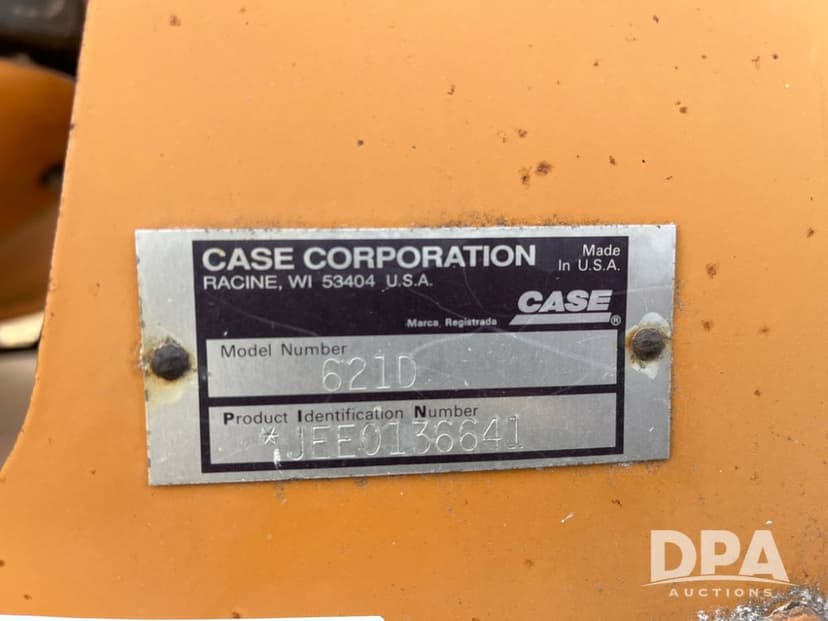 CASE CORPORATION
RACINE, WI 53404 U.S.A.
Made
In U.S.A.
CASE ®
Marca Registrada
Model Number
621D
Product Identification Number
*JEE0136641
DPA
AUCTIONS